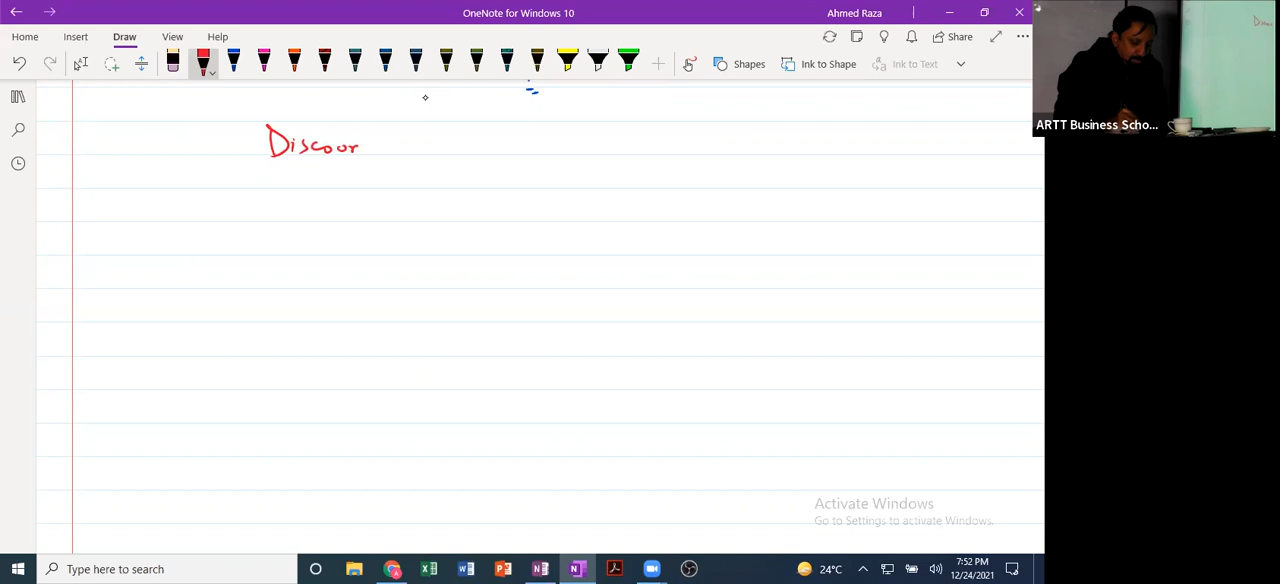 OneNote for Windows 10
Ahmed Raza
Home Insert Draw View Help
Share
Shapes Ink to Shape Ink to Text
ARTT Business Scho...
Discour
Activate Windows
Go to Settings to activate Windows.
Type here to search
24°C
7:52 PM
12/24/2021